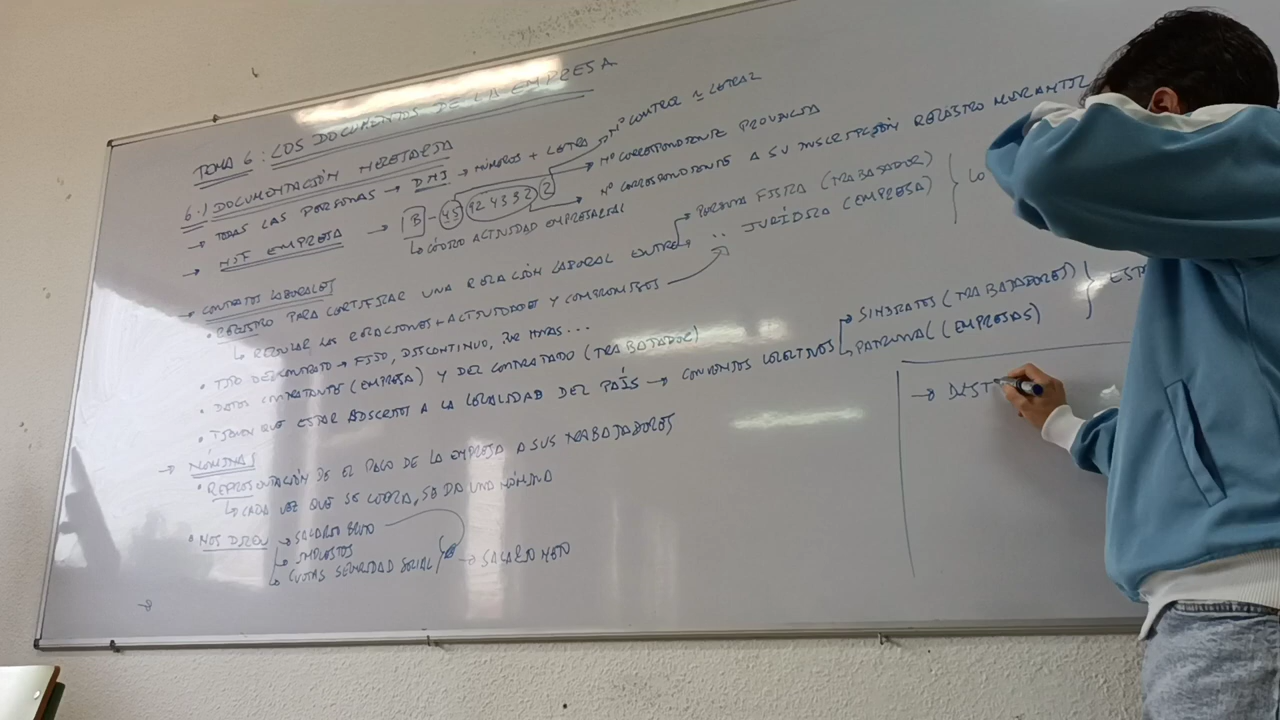 TEMA 6: LOS DOCUMENTOS DE LA EMPRESA
6.1 DOCUMENTACIÓN NECESARIA
→ TODAS LAS PERSONAS → DNI → NÚMEROS + LETRA
→ NIF EMPRESA → B-45 924352 2
Nº CONTROL
Nº CORRESPONDIENTE PROVINCIA
Nº CORRESPONDIENTE A SU INSCRIPCIÓN REGISTRO MERCANTIL
CÓDIGO ACTIVIDAD EMPRESARIAL
→ CONTRATOS LABORALES
• REGISTRO PARA CERTIFICAR UNA RELACIÓN LABORAL ENTRE
PERSONA FÍSICA (TRABAJADOR)
" JURÍDICA (EMPRESA)
LO
REGULAR LAS RELACIONES + ACTIVIDADES Y COMPROMISOS
• TIPO DE CONTRATO → FIJO, DISCONTINUO, POR HORAS...
• DATOS CONTRATANTE (EMPRESA) Y DEL CONTRATADO (TRABAJADOR)
• TIENEN QUE ESTAR ADSCRITOS A LA LEGALIDAD DEL PAÍS → CONVENIOS COLECTIVOS
SINDICATOS (TRABAJADORES)
PATRONAL (EMPRESAS)
→ NÓMINAS
• REPRESENTACIÓN DE EL PAGO DE LA EMPRESA A SUS TRABAJADORES
CADA VEZ QUE SE COBRA, SE DA UNA NÓMINA
• NOS DICEN → SALARIO BRUTO
IMPUESTOS
CUOTAS SEGURIDAD SOCIAL → SALARIO NETO
→ DIST